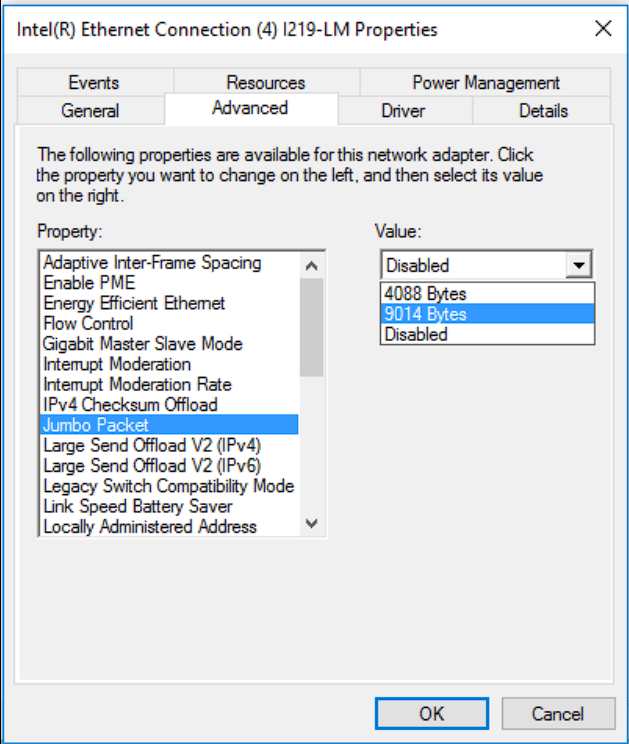 Intel(R) Ethernet Connection (4) I219-LM Properties
Events Resources Power Management
General Advanced Driver Details
The following properties are available for this network adapter. Click
the property you want to change on the left, and then select its value
on the right.
Property:
Value:
Adaptive Inter-Frame Spacing
Enable PME
Energy Efficient Ethernet
Flow Control
Gigabit Master Slave Mode
Interrupt Moderation
Interrupt Moderation Rate
IPv4 Checksum Offload
Jumbo Packet
Large Send Offload V2 (IPv4)
Large Send Offload V2 (IPv6)
Legacy Switch Compatibility Mode
Link Speed Battery Saver
Locally Administered Address
Disabled
4088 Bytes
9014 Bytes
Disabled
OK Cancel